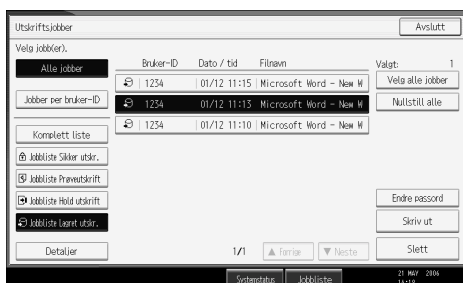 Utskriftsjobber
Avslutt
Velg jobb(er).
Alle jobber
Bruker-ID Dato / tid Filnavn
Valgt: 1
1234 01/12 11:15 Microsoft Word - New W
Velg alle jobber
Jobber per bruker-ID
1234 01/12 11:13 Microsoft Word - New W
Nullstill alle
1234 01/12 11:10 Microsoft Word - New W
Komplett liste
Jobbliste Sikker utskr.
Jobbliste Prøveutskrift
Jobbliste Hold utskrift
Endre passord
Jobbliste lagret utskr.
Skriv ut
Detaljer
1/1
Forrige
Neste
Slett
Systemstatus
Jobbliste
21 MAY 2006
14:19